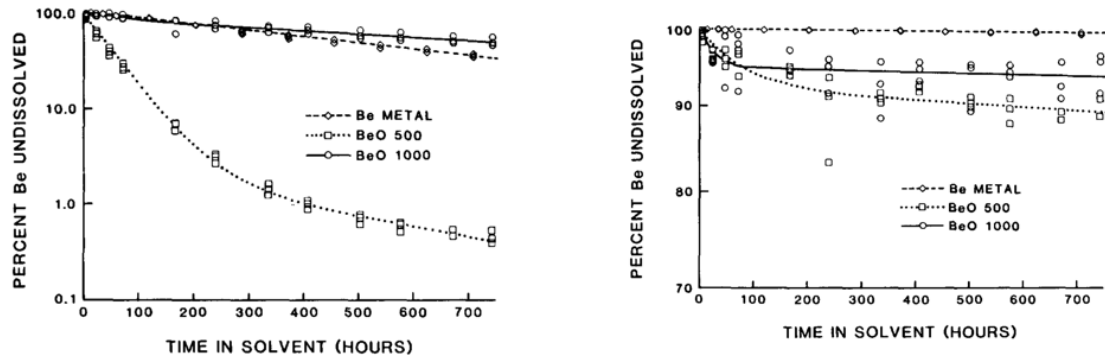 PERCENT Be UNDISSOLVED
100.0
10.0
1.0
0.1
Be METAL
BeO 500
BeO 1000
0 100 200 300 400 500 600 700
TIME IN SOLVENT (HOURS)
PERCENT Be UNDISSOLVED
100
90
80
70
Be METAL
BeO 500
BeO 1000
0 100 200 300 400 500 600 700
TIME IN SOLVENT (HOURS)